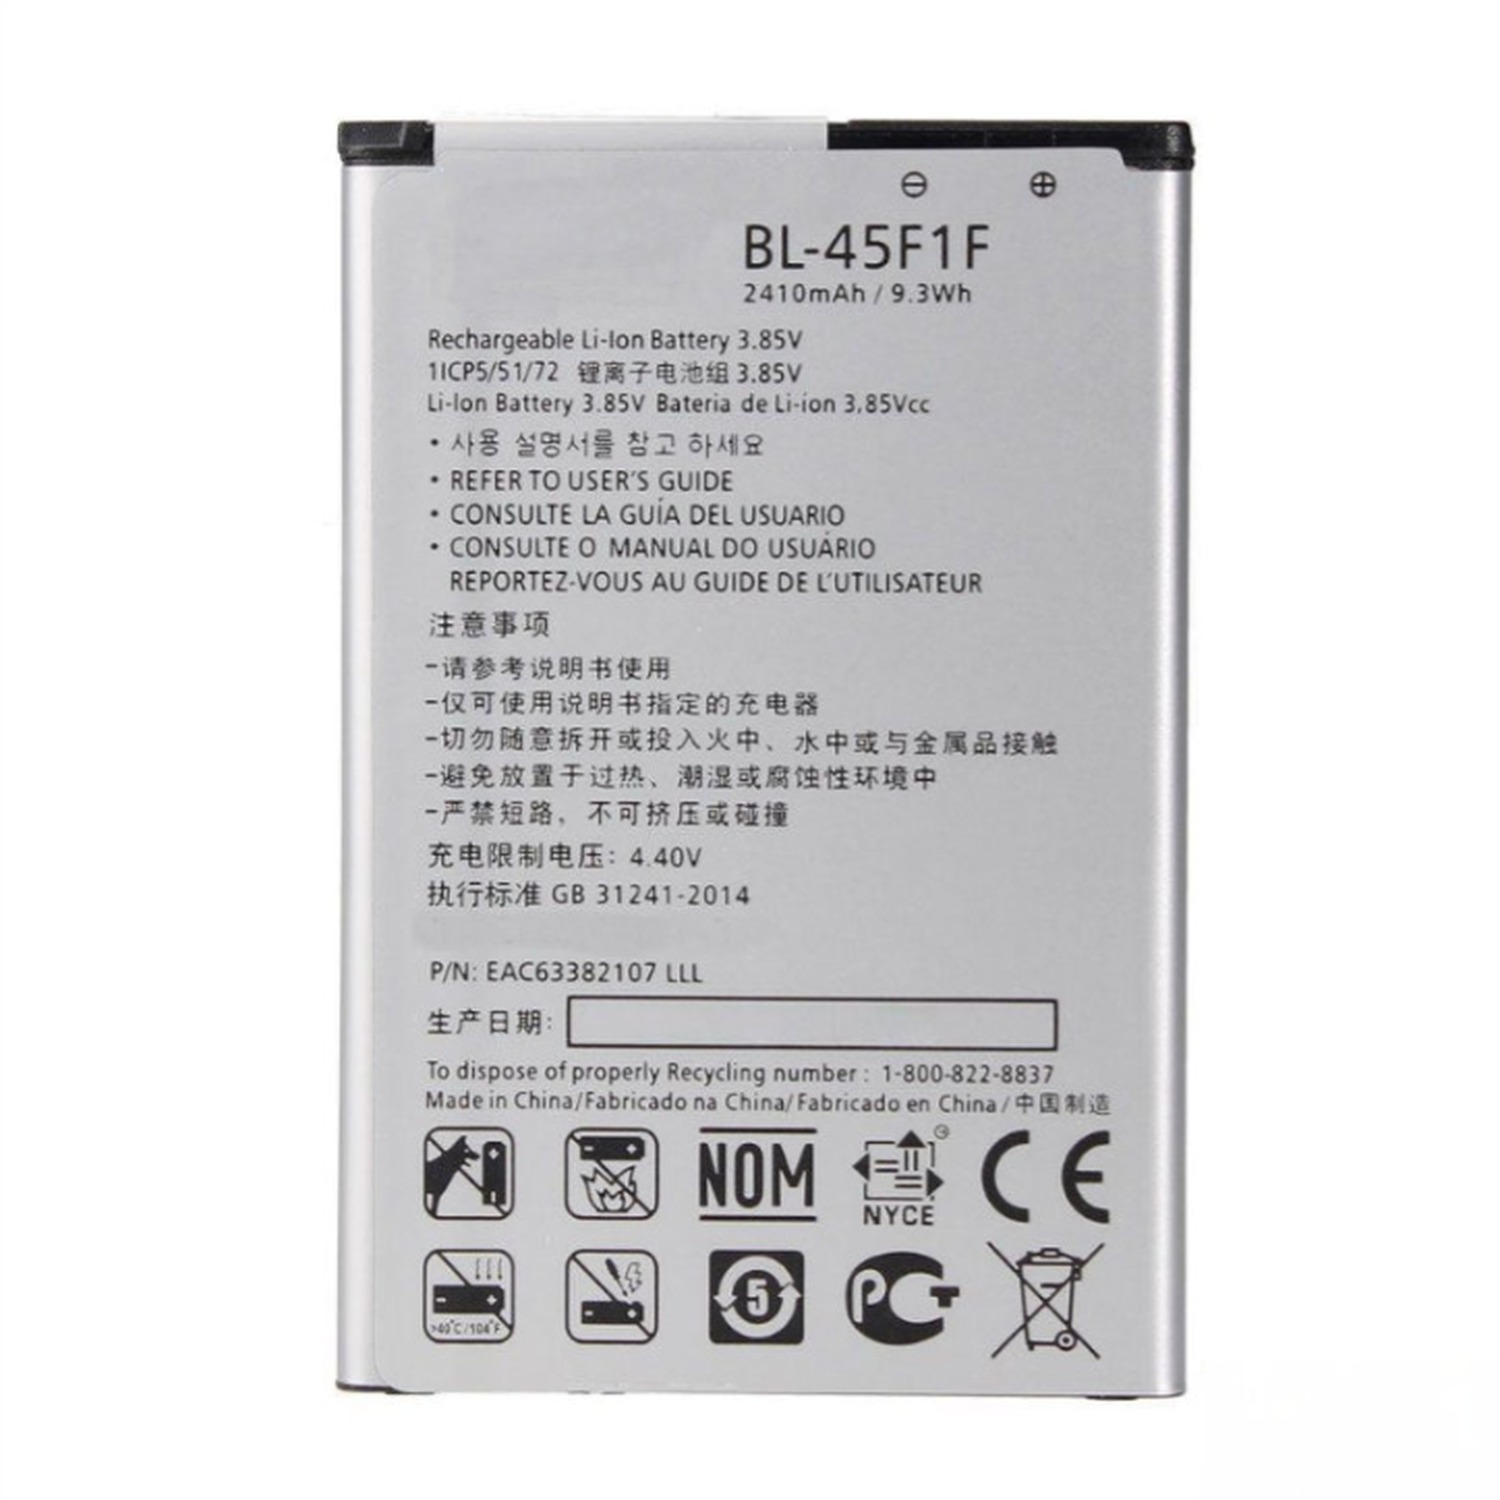 BL-45F1F
2410mAh / 9.3Wh
Rechargeable Li-Ion Battery 3.85V
1ICP5/51/72 锂离子电池组 3.85V
Li-Ion Battery 3.85V Bateria de Li-ion 3,85Vcc
• 사용 설명서를 참고 하세요
• REFER TO USER'S GUIDE
• CONSULTE LA GUÍA DEL USUARIO
• CONSULTE O MANUAL DO USUÁRIO
REPORTEZ-VOUS AU GUIDE DE L'UTILISATEUR
注意事项
-请参考说明书使用
-仅可使用说明书指定的充电器
-切勿随意拆开或投入火中、水中或与金属品接触
-避免放置于过热、潮湿或腐蚀性环境中
-严禁短路，不可挤压或碰撞
充电限制电压: 4.40V
执行标准 GB 31241-2014
P/N: EAC63382107 LLL
生产日期:
To dispose of properly Recycling number : 1-800-822-8837
Made in China/Fabricado na China/Fabricado en China/中国制造
NOM
NYCE
CE
>40°C/104°F
5
PCT